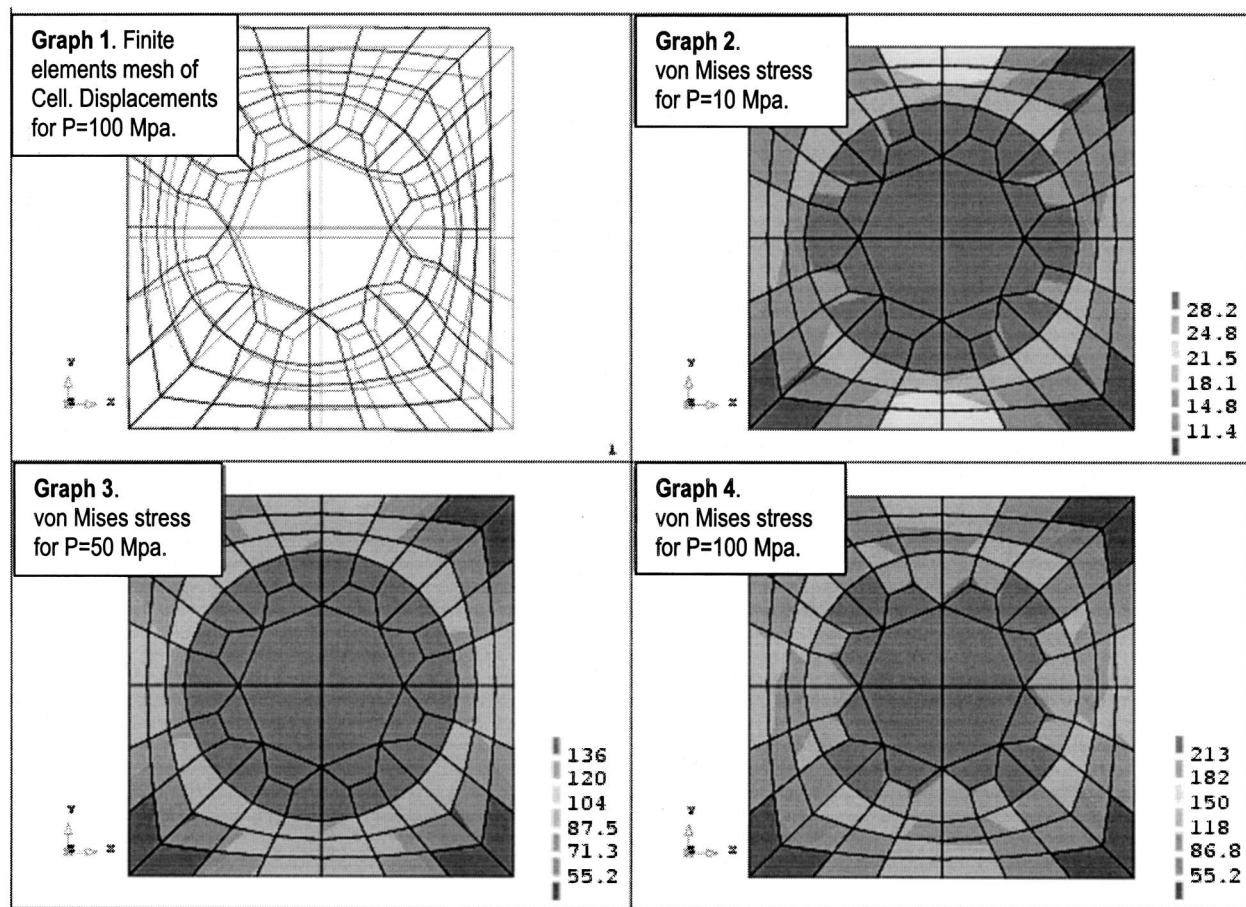 Graph 1. Finite
elements mesh of
Cell. Displacements
for P=100 Mpa.
Y
X
1
Graph 2.
von Mises stress
for P=10 Mpa.
28.2
24.8
21.5
18.1
14.8
11.4
Y
X
Graph 3.
von Mises stress
for P=50 Mpa.
136
120
104
87.5
71.3
55.2
Y
X
Graph 4.
von Mises stress
for P=100 Mpa.
213
182
150
118
86.8
55.2
Y
X